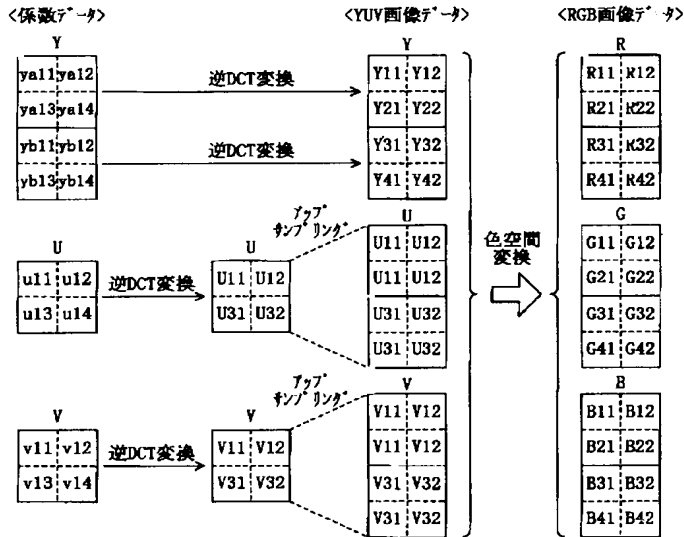 <係数データ> <YUV画像データ> <RGB画像データ>
Y Y R
ya11 ya12 Y11 Y12 R11 R12
逆DCT変換
ya13 ya14 Y21 Y22 R21 R22
yb11 yb12 Y31 Y32 R31 R32
逆DCT変換
yb13 yb14 Y41 Y42 R41 R42
アップ
サンプリング
U U U G
U11 U12 G11 G12
色空間
変換
u11 u12 U11 U12 U11 U12 G21 G22
逆DCT変換
u13 u14 U31 U32 U31 U32 G31 G32
U31 U32 G41 G42
アップ
サンプリング
V V V B
V11 V12 B11 B12
v11 v12 V11 V12 V11 V12 B21 B22
逆DCT変換
v13 v14 V31 V32 V31 V32 B31 B32
V31 V32 B41 B42